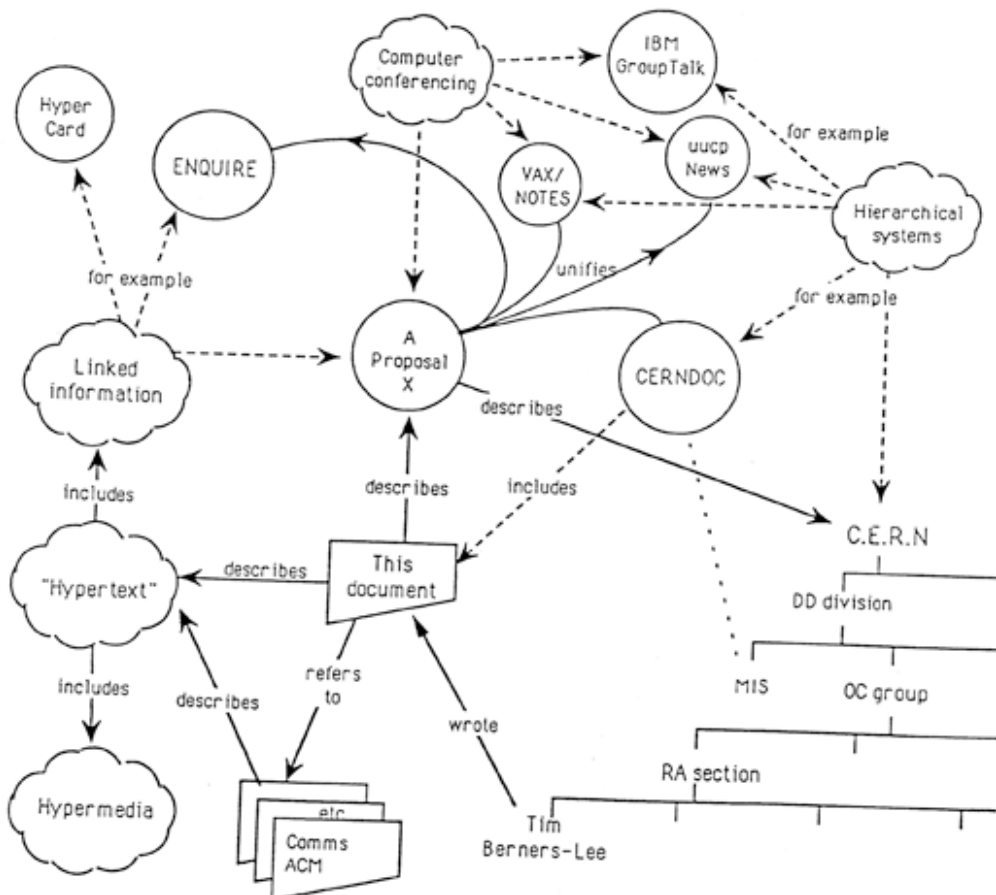 IBM
GroupTalk
Computer
conferencing
Hyper
Card
ENQUIRE
for example
uucp
News
VAX/
NOTES
Hierarchical
systems
unifies
for example
for example
A
Proposal
X
CERNDOC
Linked
information
describes
includes
describes
includes
C.E.R.N
This
document
describes
"Hypertext"
DD division
refers
to
includes
describes
MIS
OC group
wrote
RA section
Hypermedia
etc
Comms
ACM
Tim
Berners-Lee